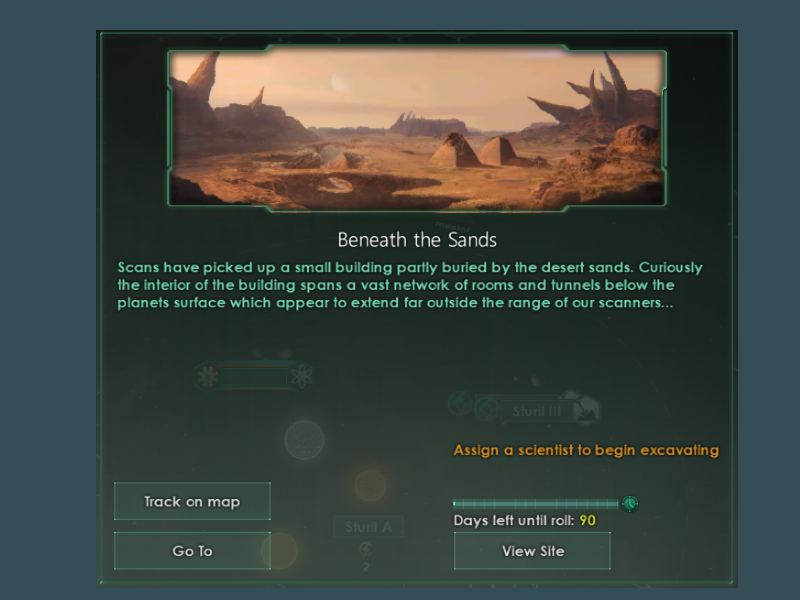 Beneath the Sands
Scans have picked up a small building partly buried by the desert sands. Curiously
the interior of the building spans a vast network of rooms and tunnels below the
planets surface which appear to extend far outside the range of our scanners...
Sturil III
Assign a scientist to begin excavating
Track on map
Days left until roll: 90
Sturil A
Go To
View Site
2